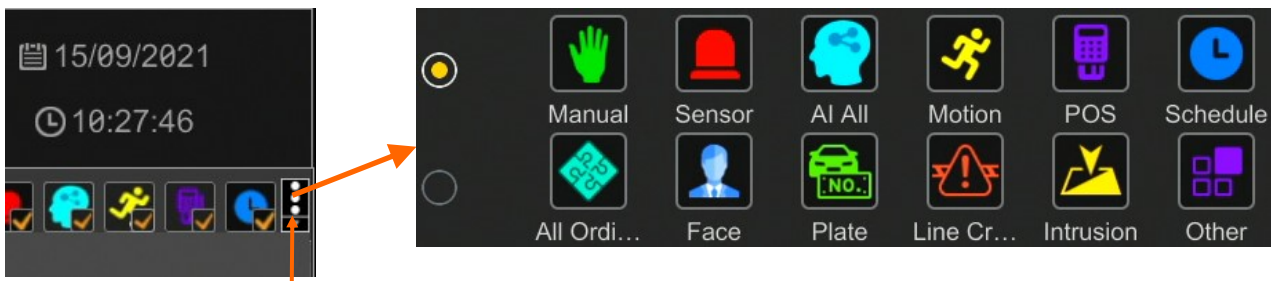 15/09/2021
10:27:46
Manual Sensor AI All Motion POS Schedule
NO.:
All Ordi... Face Plate Line Cr... Intrusion Other